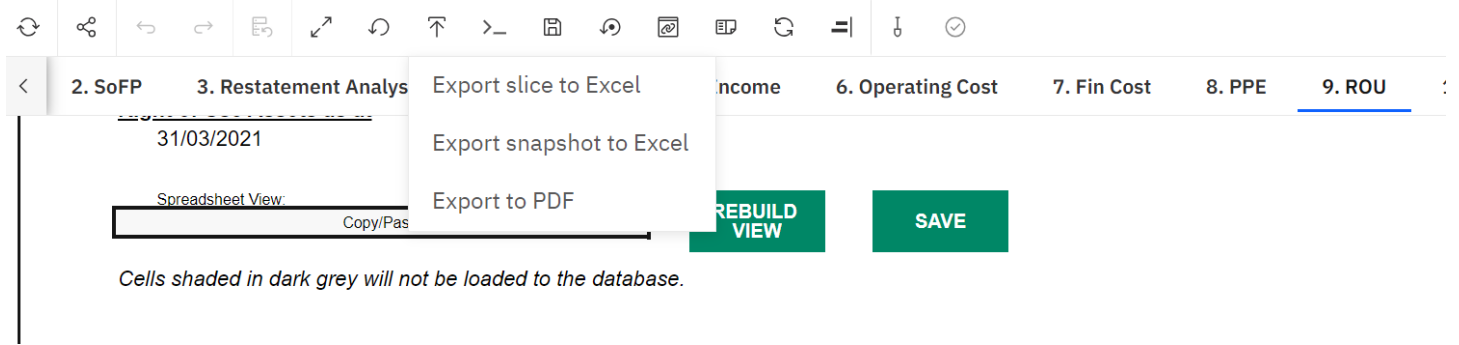 2. SoFP 3. Restatement Analys Income 6. Operating Cost 7. Fin Cost 8. PPE 9. ROU
Export slice to Excel
Export snapshot to Excel
Export to PDF
31/03/2021
Spreadsheet View:
Copy/Pas
REBUILD
VIEW
SAVE
Cells shaded in dark grey will not be loaded to the database.